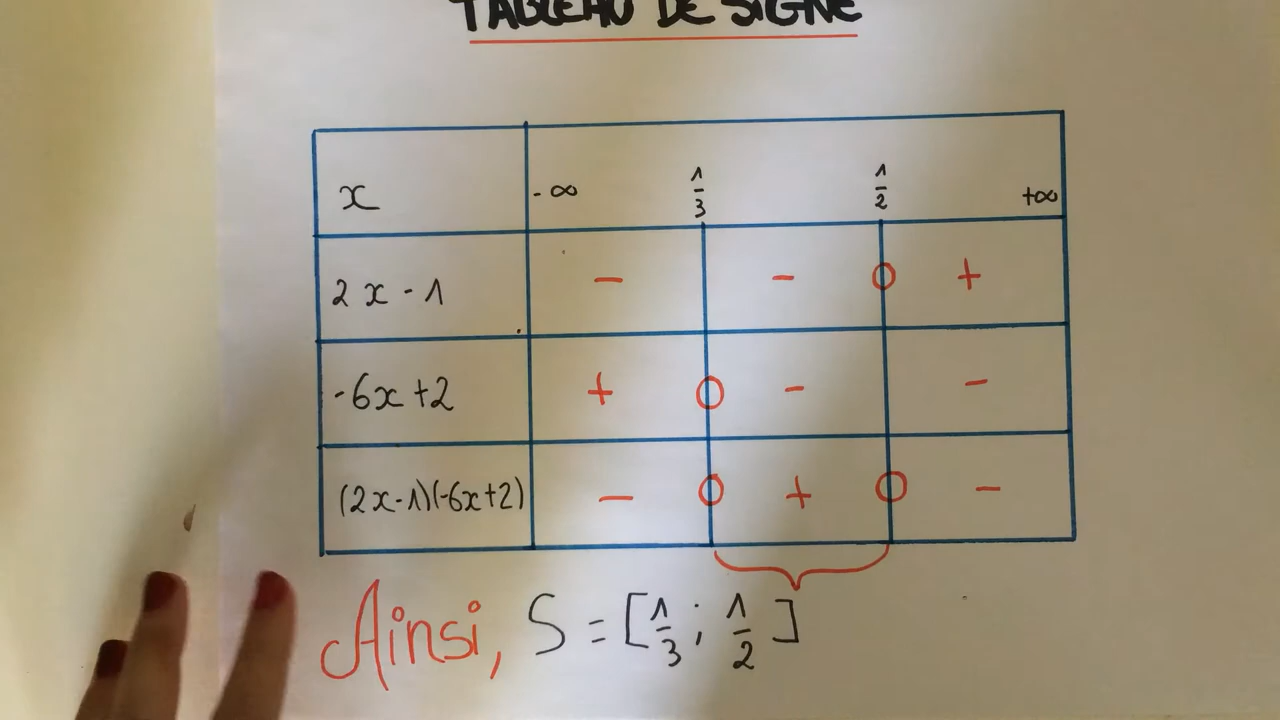 TABLEAU DE SIGNE
x -∞ 1/3 1/2 +∞
2x-1 - - 0 +
-6x+2 + 0 - -
(2x-1)(-6x+2) - 0 + 0 -
Ainsi, S = [1/3 ; 1/2]